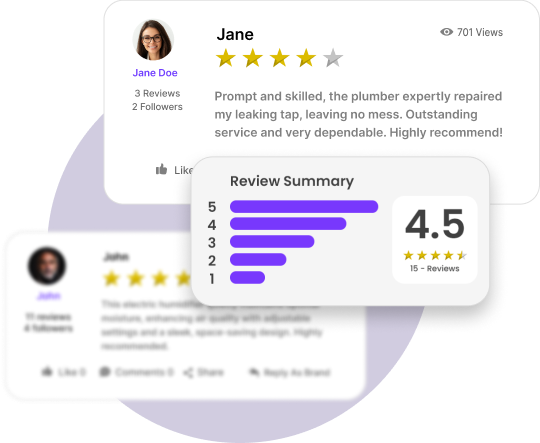 Jane
701 Views
Jane Doe
3 Reviews
2 Followers
Prompt and skilled, the plumber expertly repaired
my leaking tap, leaving no mess. Outstanding
service and very dependable. Highly recommend!
Like
Review Summary
5
4
3
2
1
4.5
15 - Reviews
John
John
11 reviews
4 followers
This electric humidifier
moisture, enhancing air quality with adjustable
settings and a sleek, space-saving design. Highly
recommended.
Like 0
Comments 0
Share
Reply As Brand